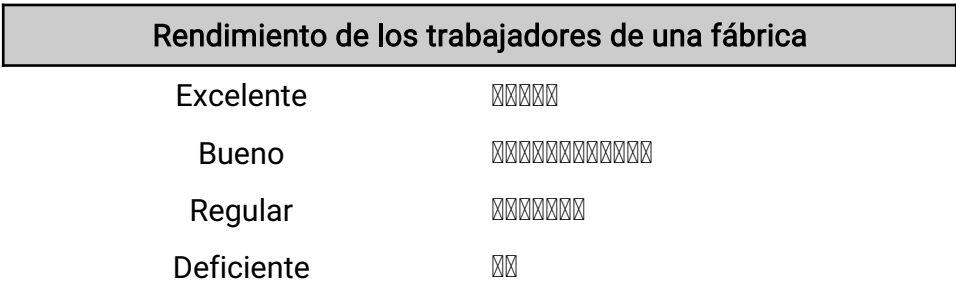 Rendimiento de los trabajadores de una fábrica
Excelente
Bueno
Regular
Deficiente